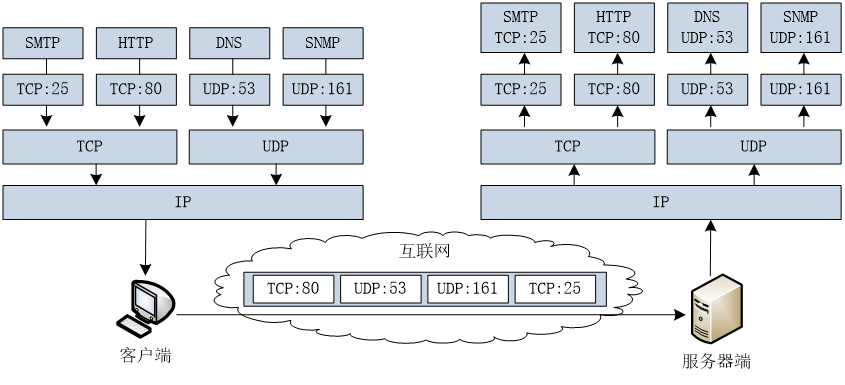 SMTP HTTP DNS SNMP
TCP:25 TCP:80 UDP:53 UDP:161
TCP UDP
IP
客户端
SMTP
TCP:25
HTTP
TCP:80
DNS
UDP:53
SNMP
UDP:161
TCP:25 TCP:80 UDP:53 UDP:161
TCP UDP
IP
互联网
TCP:80 UDP:53 UDP:161 TCP:25
服务器端